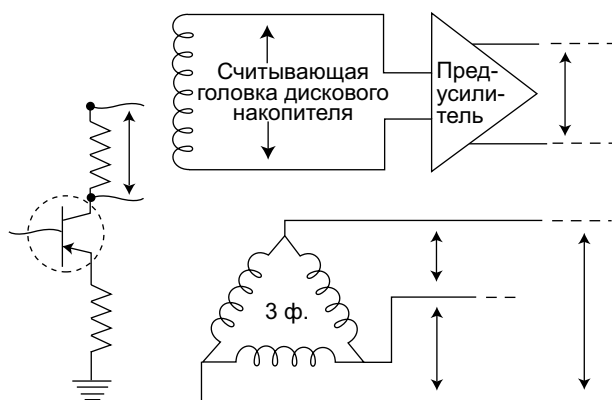 Считывающая
головка дискового
накопителя
Пред-
усили-
тель
3 ф.